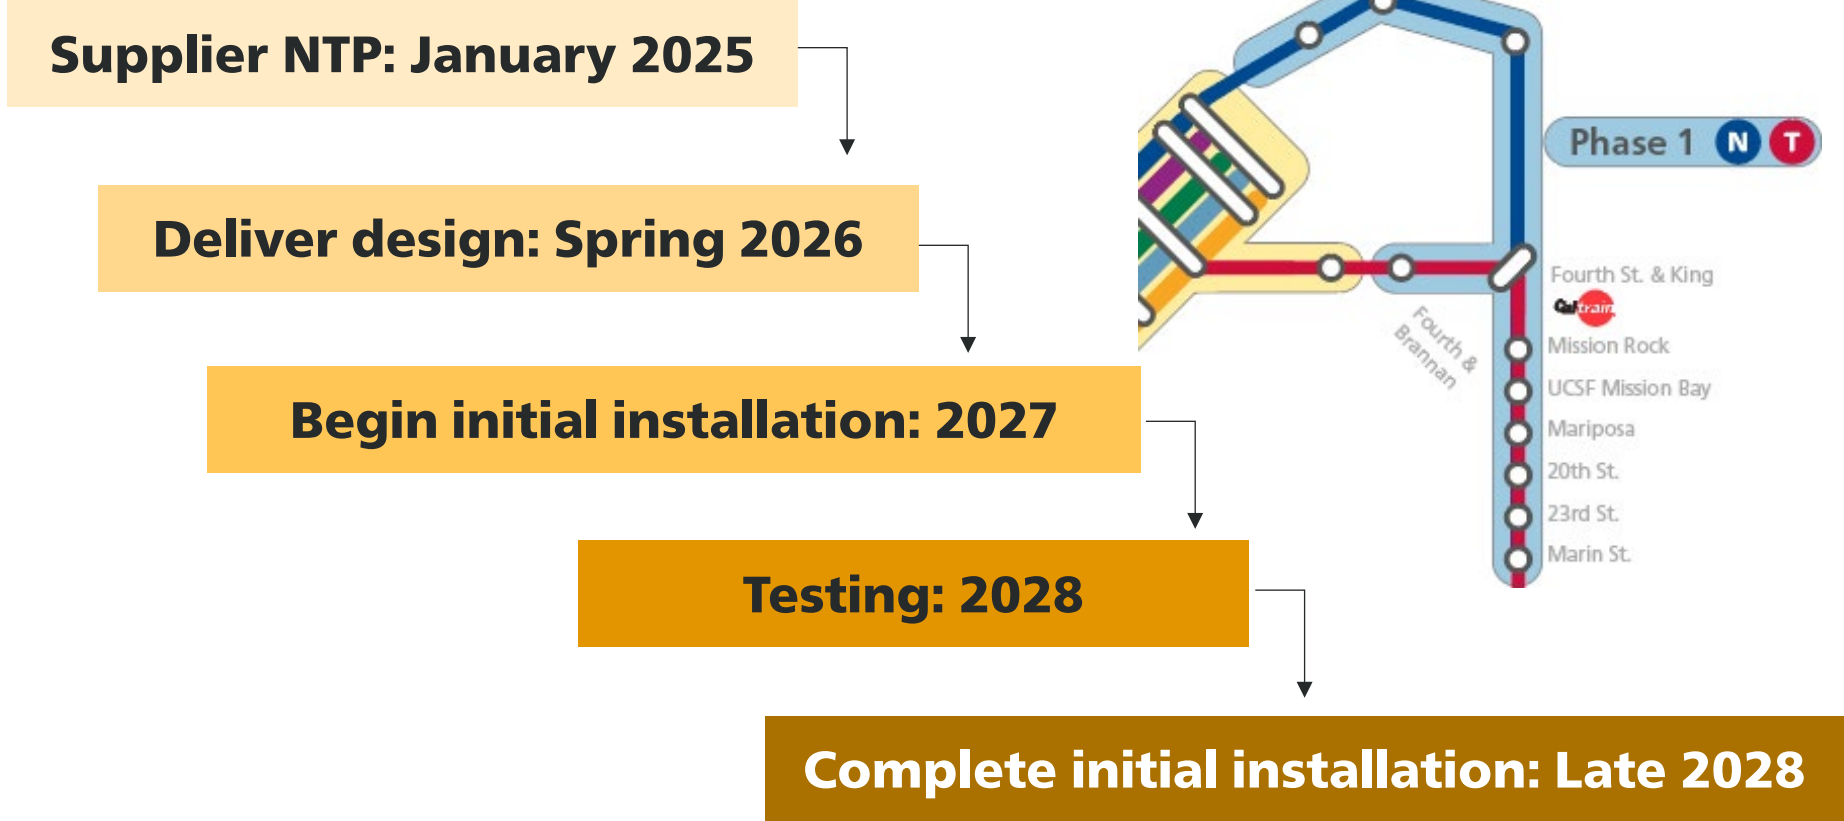 Supplier NTP: January 2025
Deliver design: Spring 2026
Begin initial installation: 2027
Testing: 2028
Complete initial installation: Late 2028
Phase 1 N T
Fourth St. & King
Caltrain
Fourth &
Brannan
Mission Rock
UCSF Mission Bay
Mariposa
20th St.
23rd St.
Marin St.